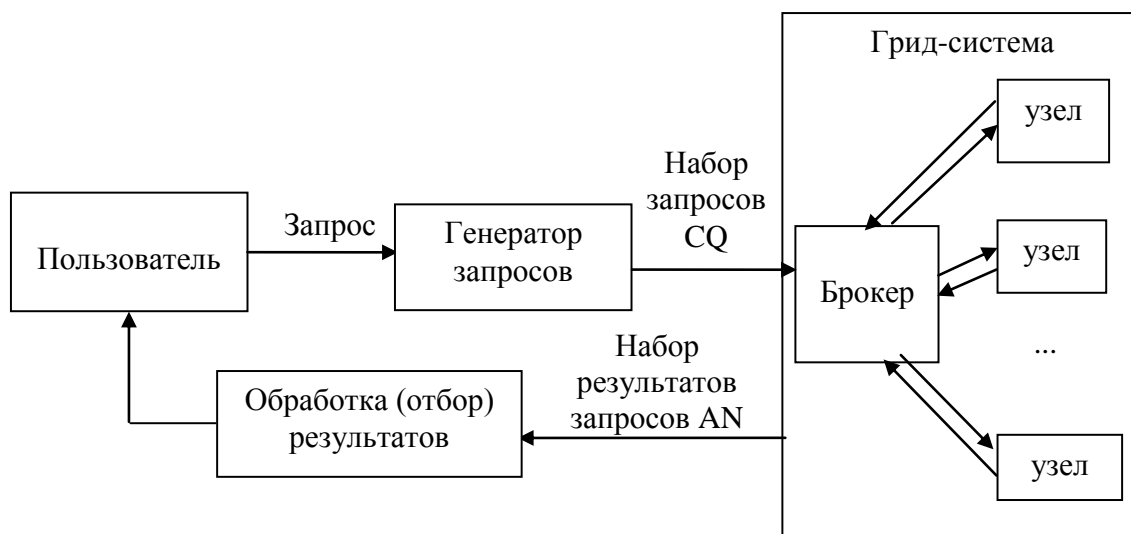 Грид-система
узел
Набор
запросов
CQ
Запрос
Генератор
запросов
Пользователь
узел
Брокер
...
Набор
результатов
запросов AN
Обработка (отбор)
результатов
узел